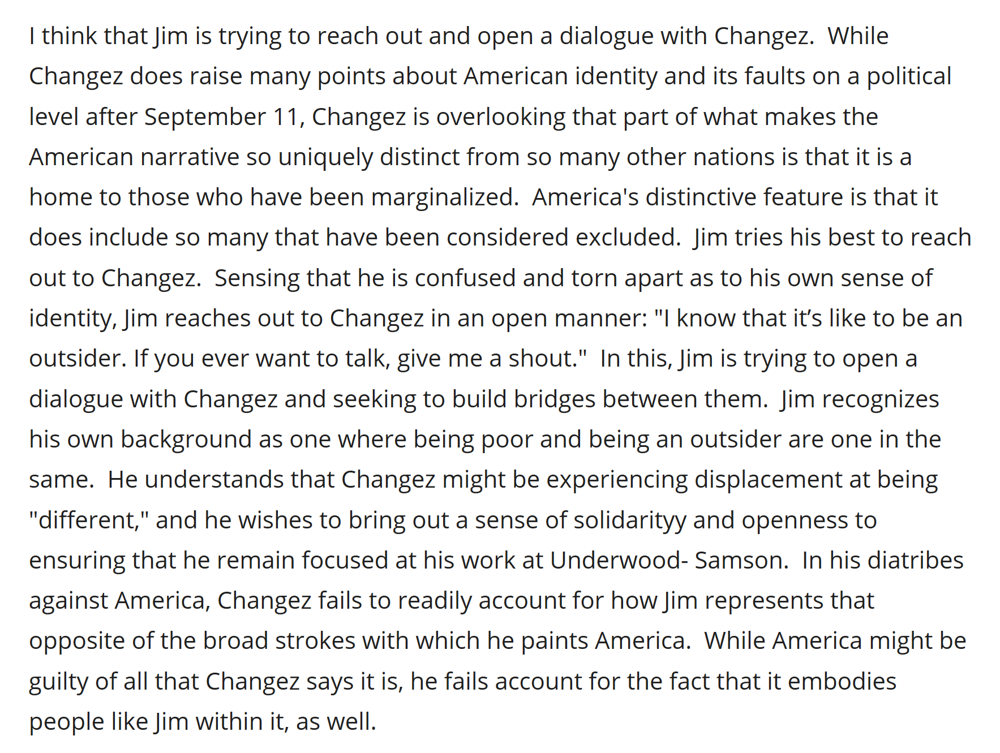 I think that Jim is trying to reach out and open a dialogue with Changez.  While
Changez does raise many points about American identity and its faults on a political
level after September 11, Changez is overlooking that part of what makes the
American narrative so uniquely distinct from so many other nations is that it is a
home to those who have been marginalized.  America's distinctive feature is that it
does include so many that have been considered excluded.  Jim tries his best to reach
out to Changez.  Sensing that he is confused and torn apart as to his own sense of
identity, Jim reaches out to Changez in an open manner: "I know that it’s like to be an
outsider. If you ever want to talk, give me a shout."  In this, Jim is trying to open a
dialogue with Changez and seeking to build bridges between them.  Jim recognizes
his own background as one where being poor and being an outsider are one in the
same.  He understands that Changez might be experiencing displacement at being
"different," and he wishes to bring out a sense of solidarityy and openness to
ensuring that he remain focused at his work at Underwood- Samson.  In his diatribes
against America, Changez fails to readily account for how Jim represents that
opposite of the broad strokes with which he paints America.  While America might be
guilty of all that Changez says it is, he fails account for the fact that it embodies
people like Jim within it, as well.